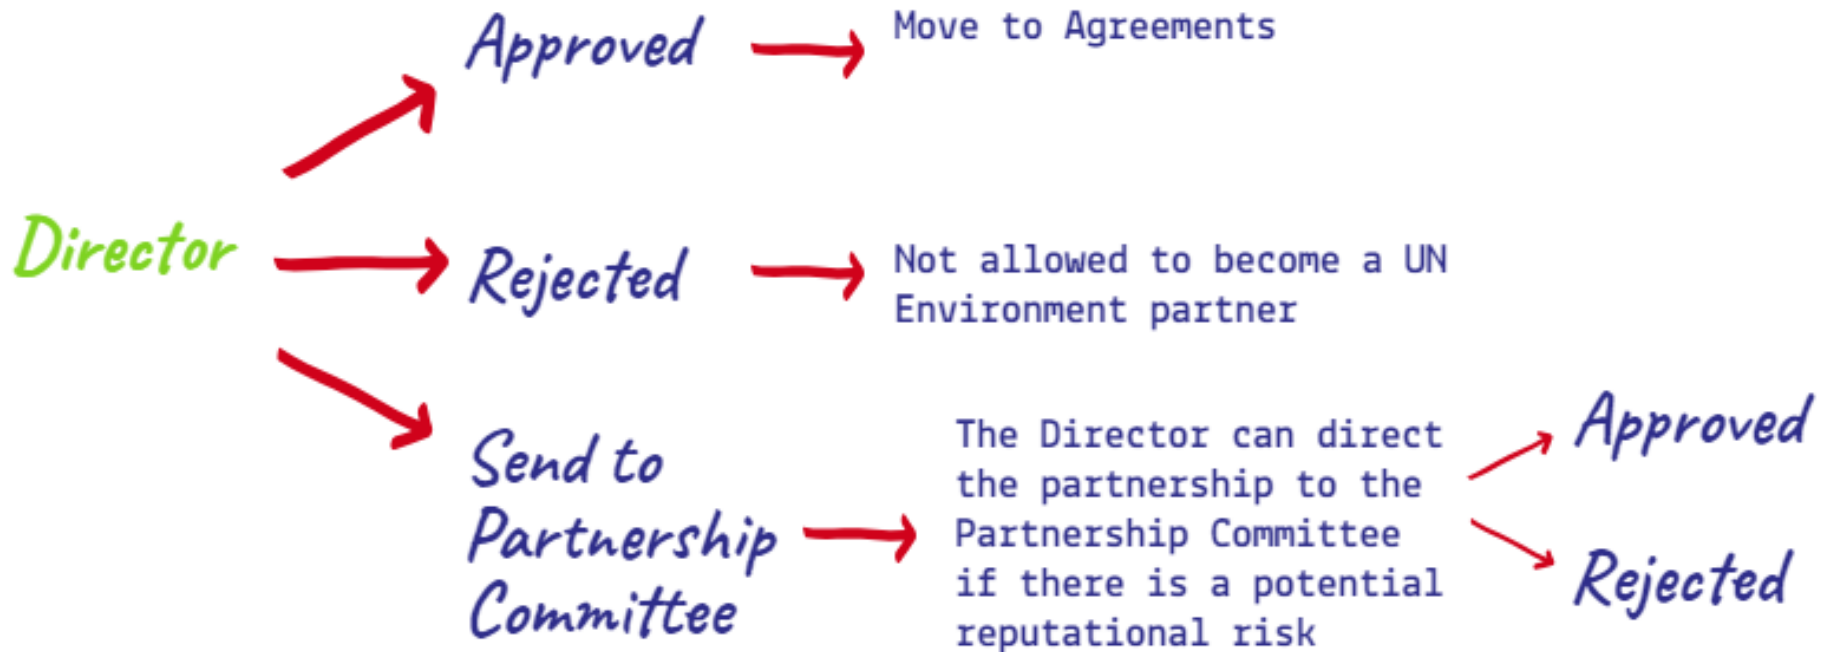 Director
Approved
Move to Agreements
Rejected
Not allowed to become a UN
Environment partner
Send to
Partnership
Committee
The Director can direct
the partnership to the
Partnership Committee
if there is a potential
reputational risk
Approved
Rejected